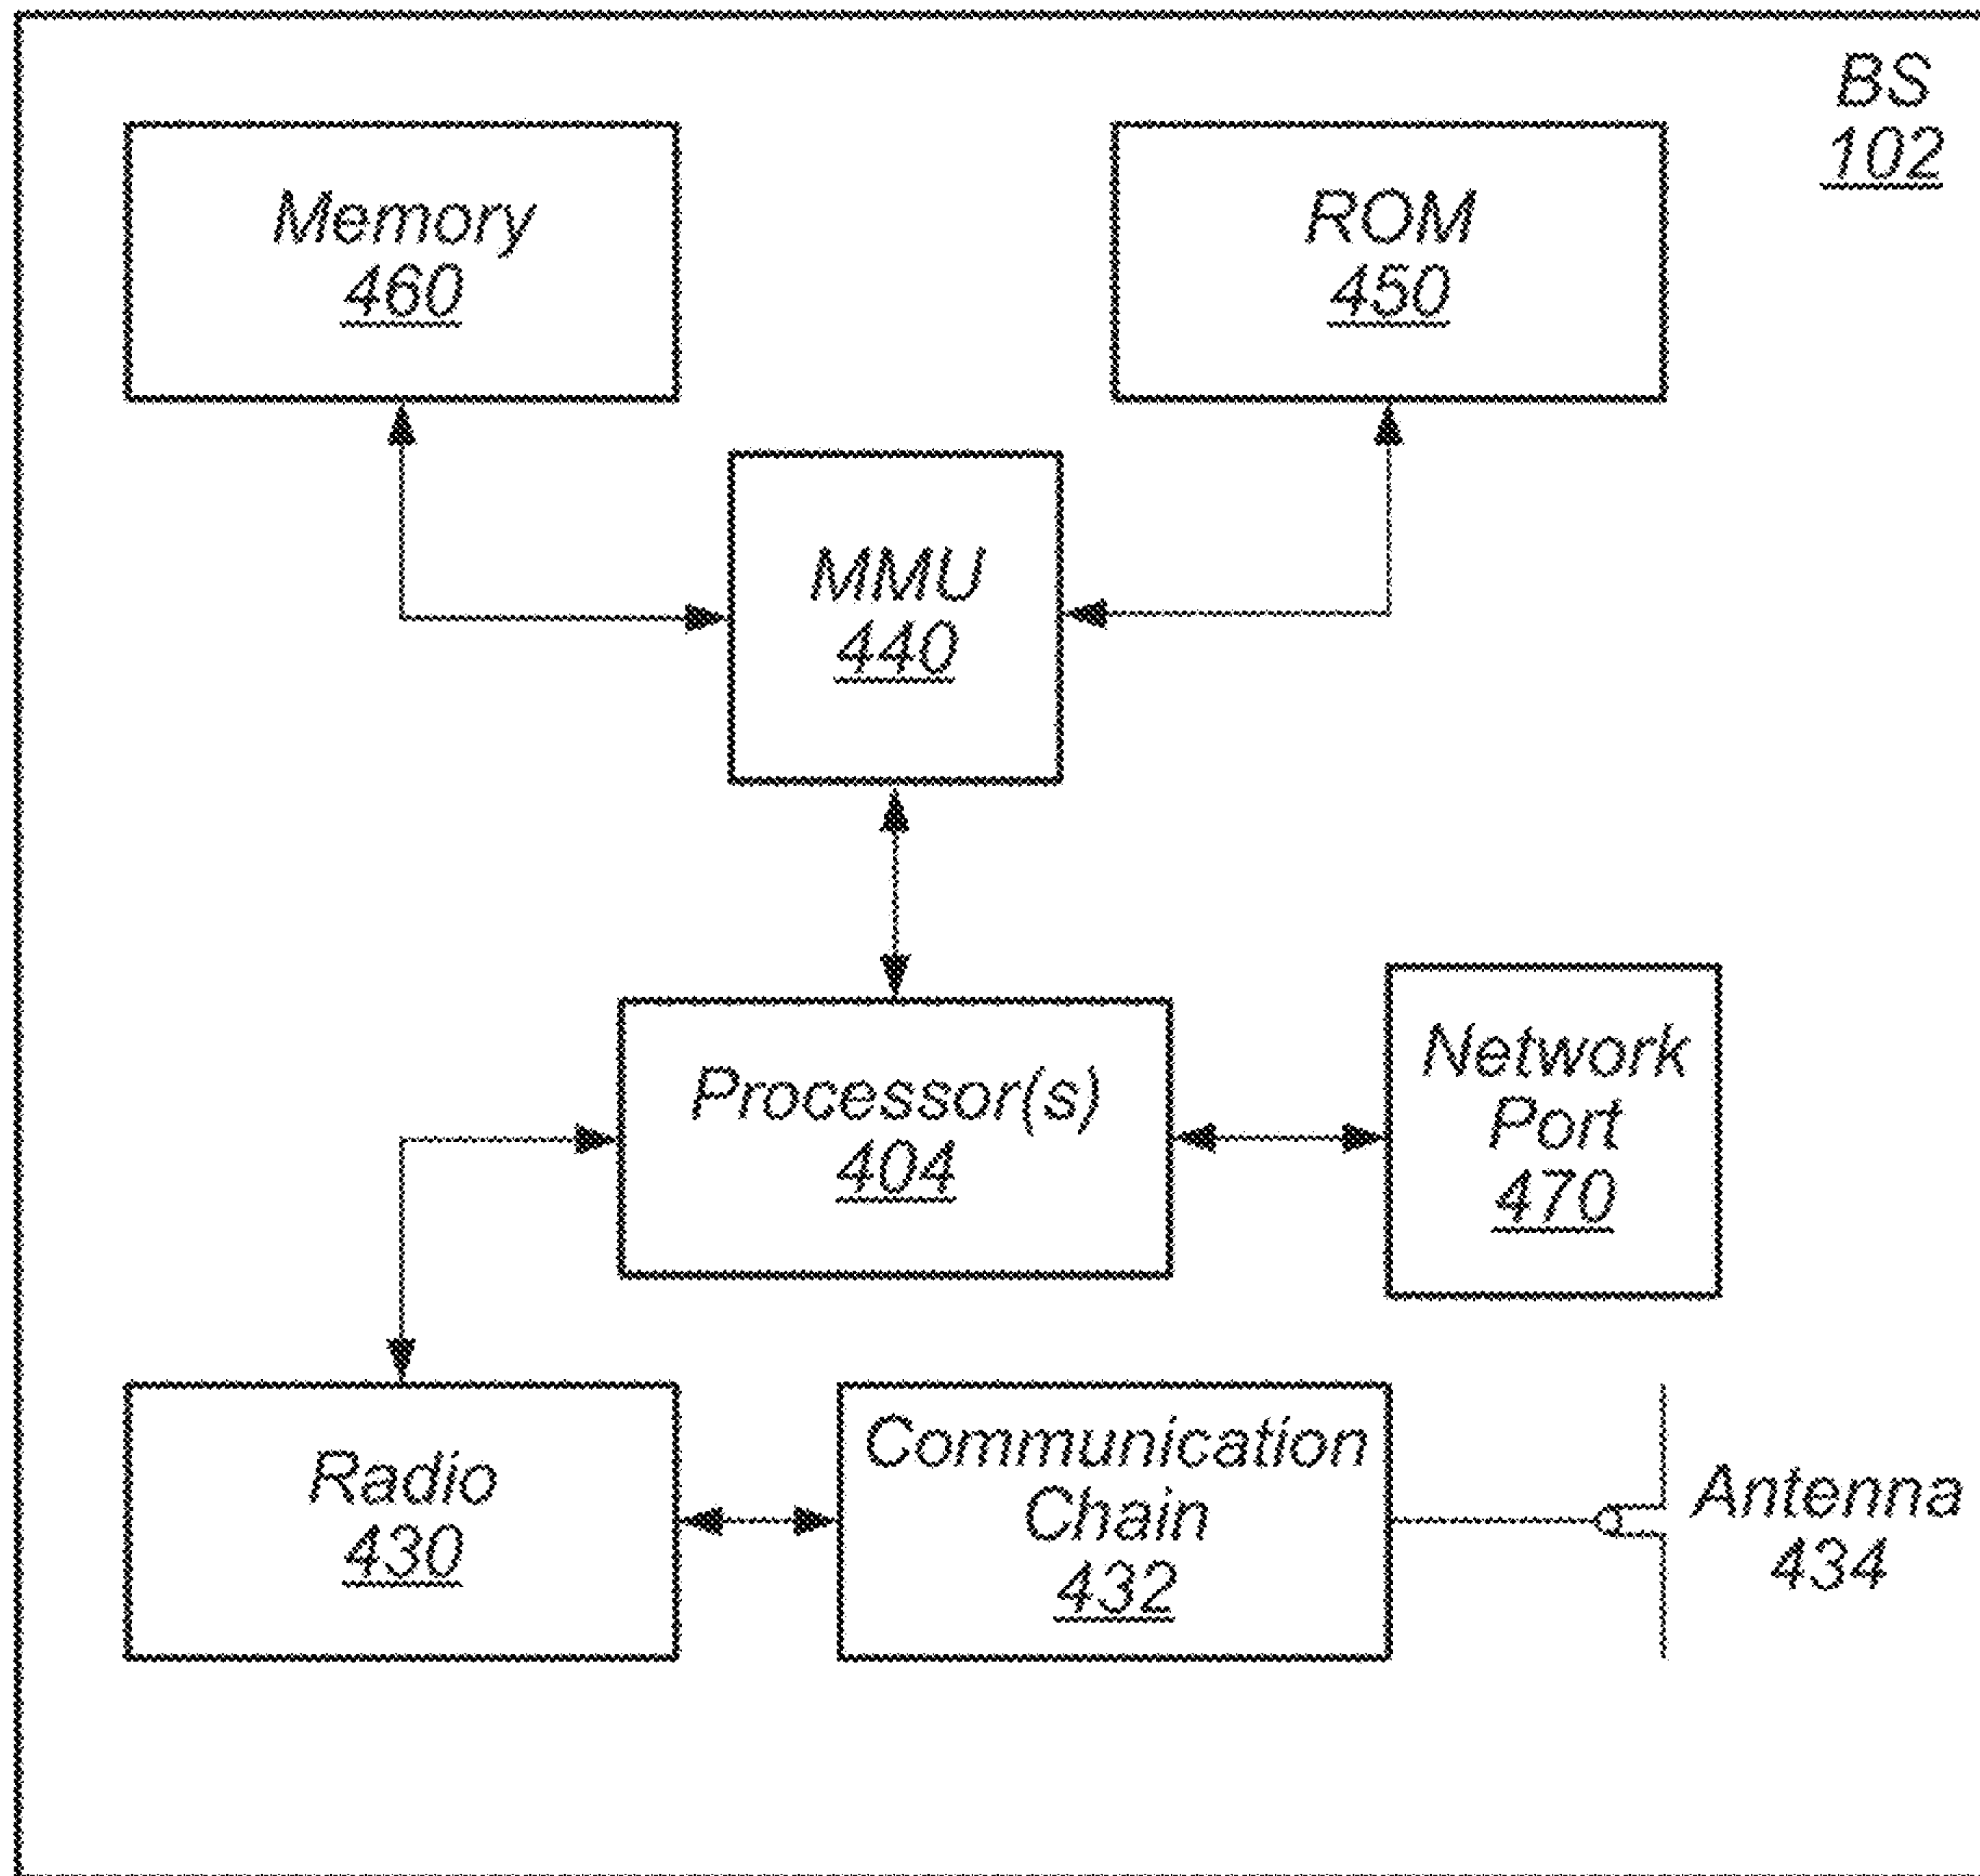 BS
102
Memory
460
ROM
450
MMU
440
Processor(s)
404
Network
Port
470
Radio
430
Communication
Chain
432
Antenna
434